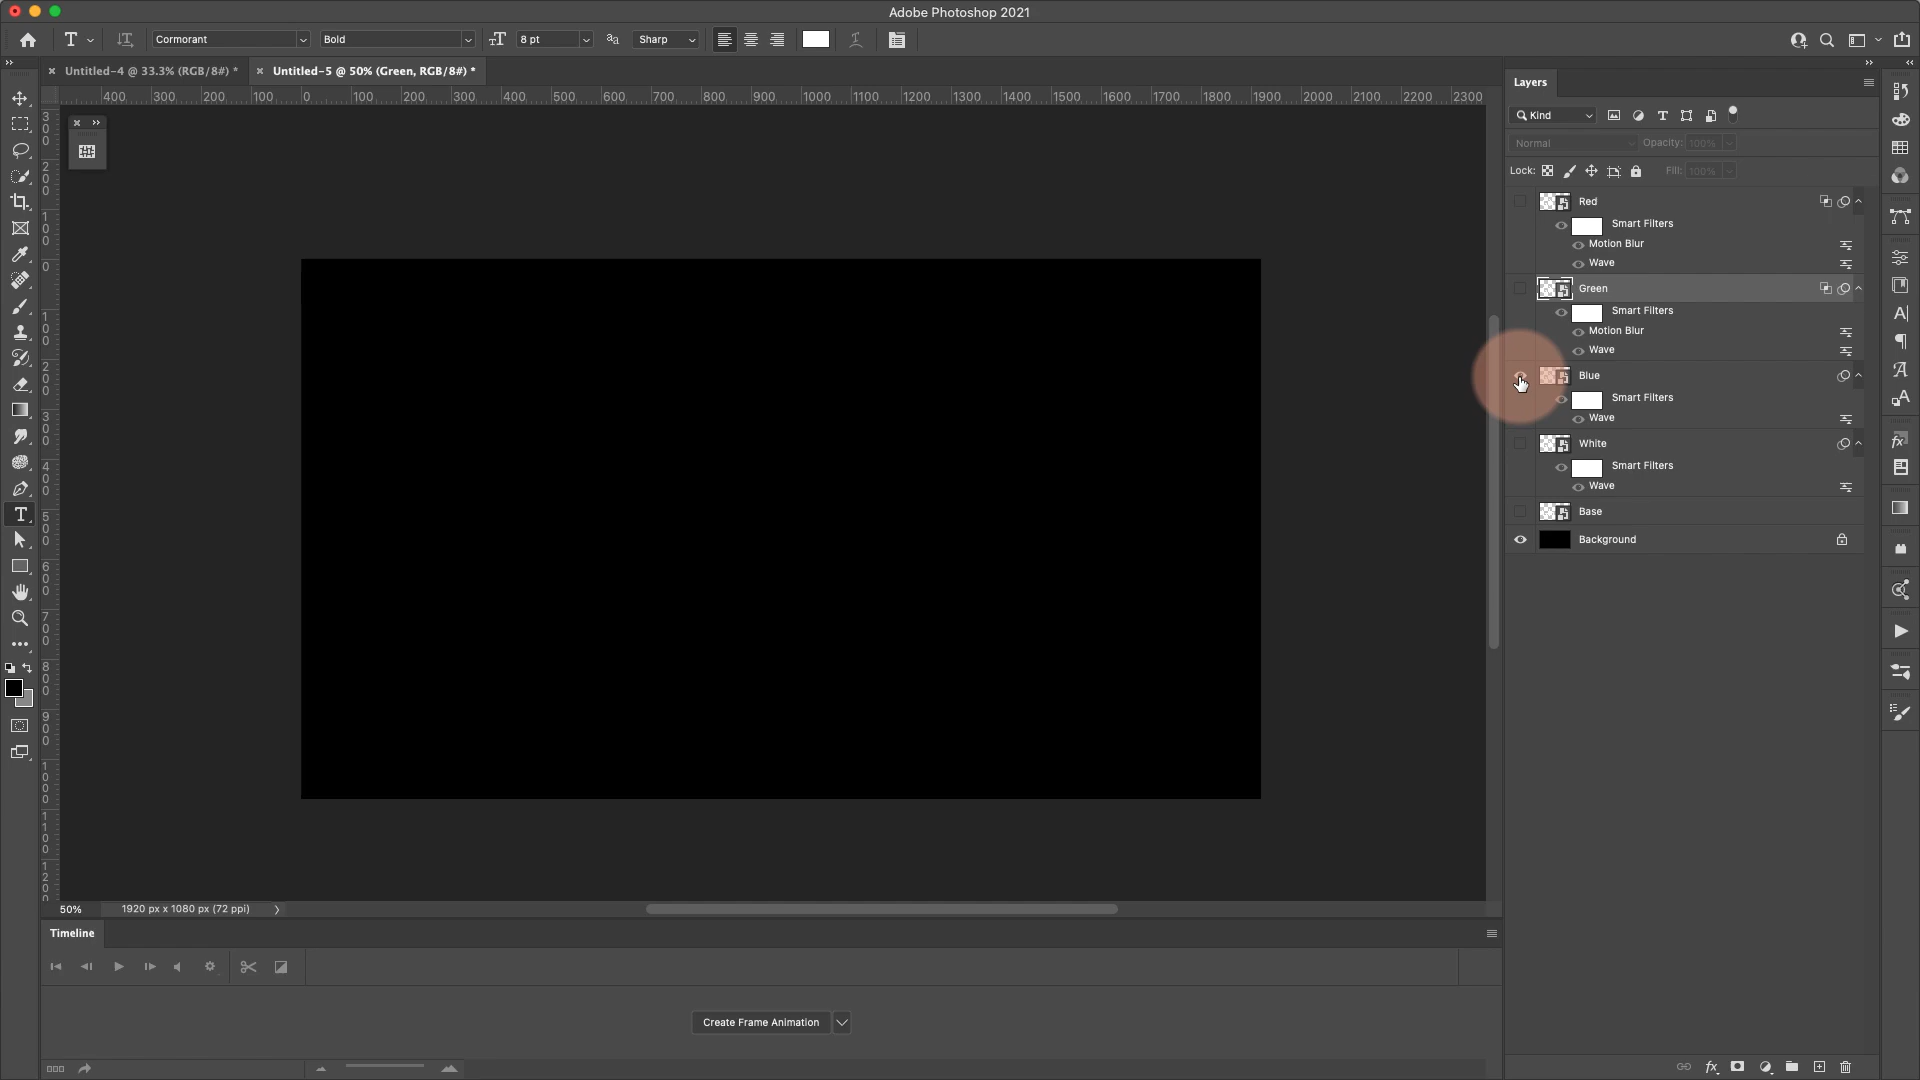 Adobe Photoshop 2021
Cormorant
Bold
8 pt
Sharp
Untitled-4 @ 33.3% (RGB/8#) *
Untitled-5 @ 50% (Green, RGB/8#) *
400 300 200 100 0 100 200 300 400 500 600 700 800 900 1000 1100 1200 1300 1400 1500 1600 1700 1800 1900 2000 2100 2200 2300
Layers
Kind
Normal
Opacity: 100%
Lock:
Fill: 100%
Red
Smart Filters
Motion Blur
Wave
Green
Smart Filters
Motion Blur
Wave
Blue
Smart Filters
Wave
White
Smart Filters
Wave
Base
Background
300
200
100
0
100
200
300
400
500
600
700
800
900
1000
1100
50%
1920 px x 1080 px (72 ppi)
Timeline
Create Frame Animation